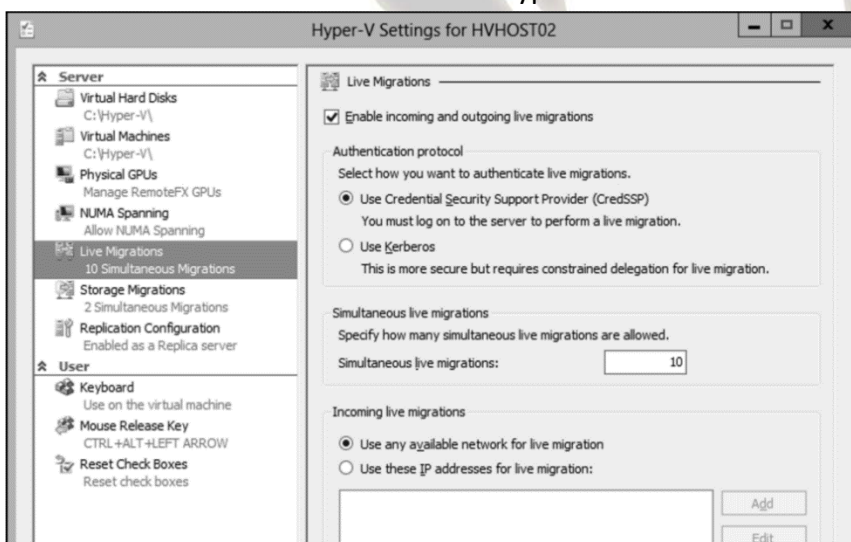 Hyper-V Settings for HVHOST02
Server
Virtual Hard Disks
C:\Hyper-V\
Virtual Machines
C:\Hyper-V\
Physical GPUs
Manage RemoteFX GPUs
NUMA Spanning
Allow NUMA Spanning
Live Migrations
10 Simultaneous Migrations
Storage Migrations
2 Simultaneous Migrations
Replication Configuration
Enabled as a Replica server
User
Keyboard
Use on the virtual machine
Mouse Release Key
CTRL+ALT+LEFT ARROW
Reset Check Boxes
Reset check boxes
Live Migrations
Enable incoming and outgoing live migrations
Authentication protocol
Select how you want to authenticate live migrations.
Use Credential Security Support Provider (CredSSP)
You must log on to the server to perform a live migration.
Use Kerberos
This is more secure but requires constrained delegation for live migration.
Simultaneous live migrations
Specify how many simultaneous live migrations are allowed.
Simultaneous live migrations: 10
Incoming live migrations
Use any available network for live migration
Use these IP addresses for live migration:
Add
Edit